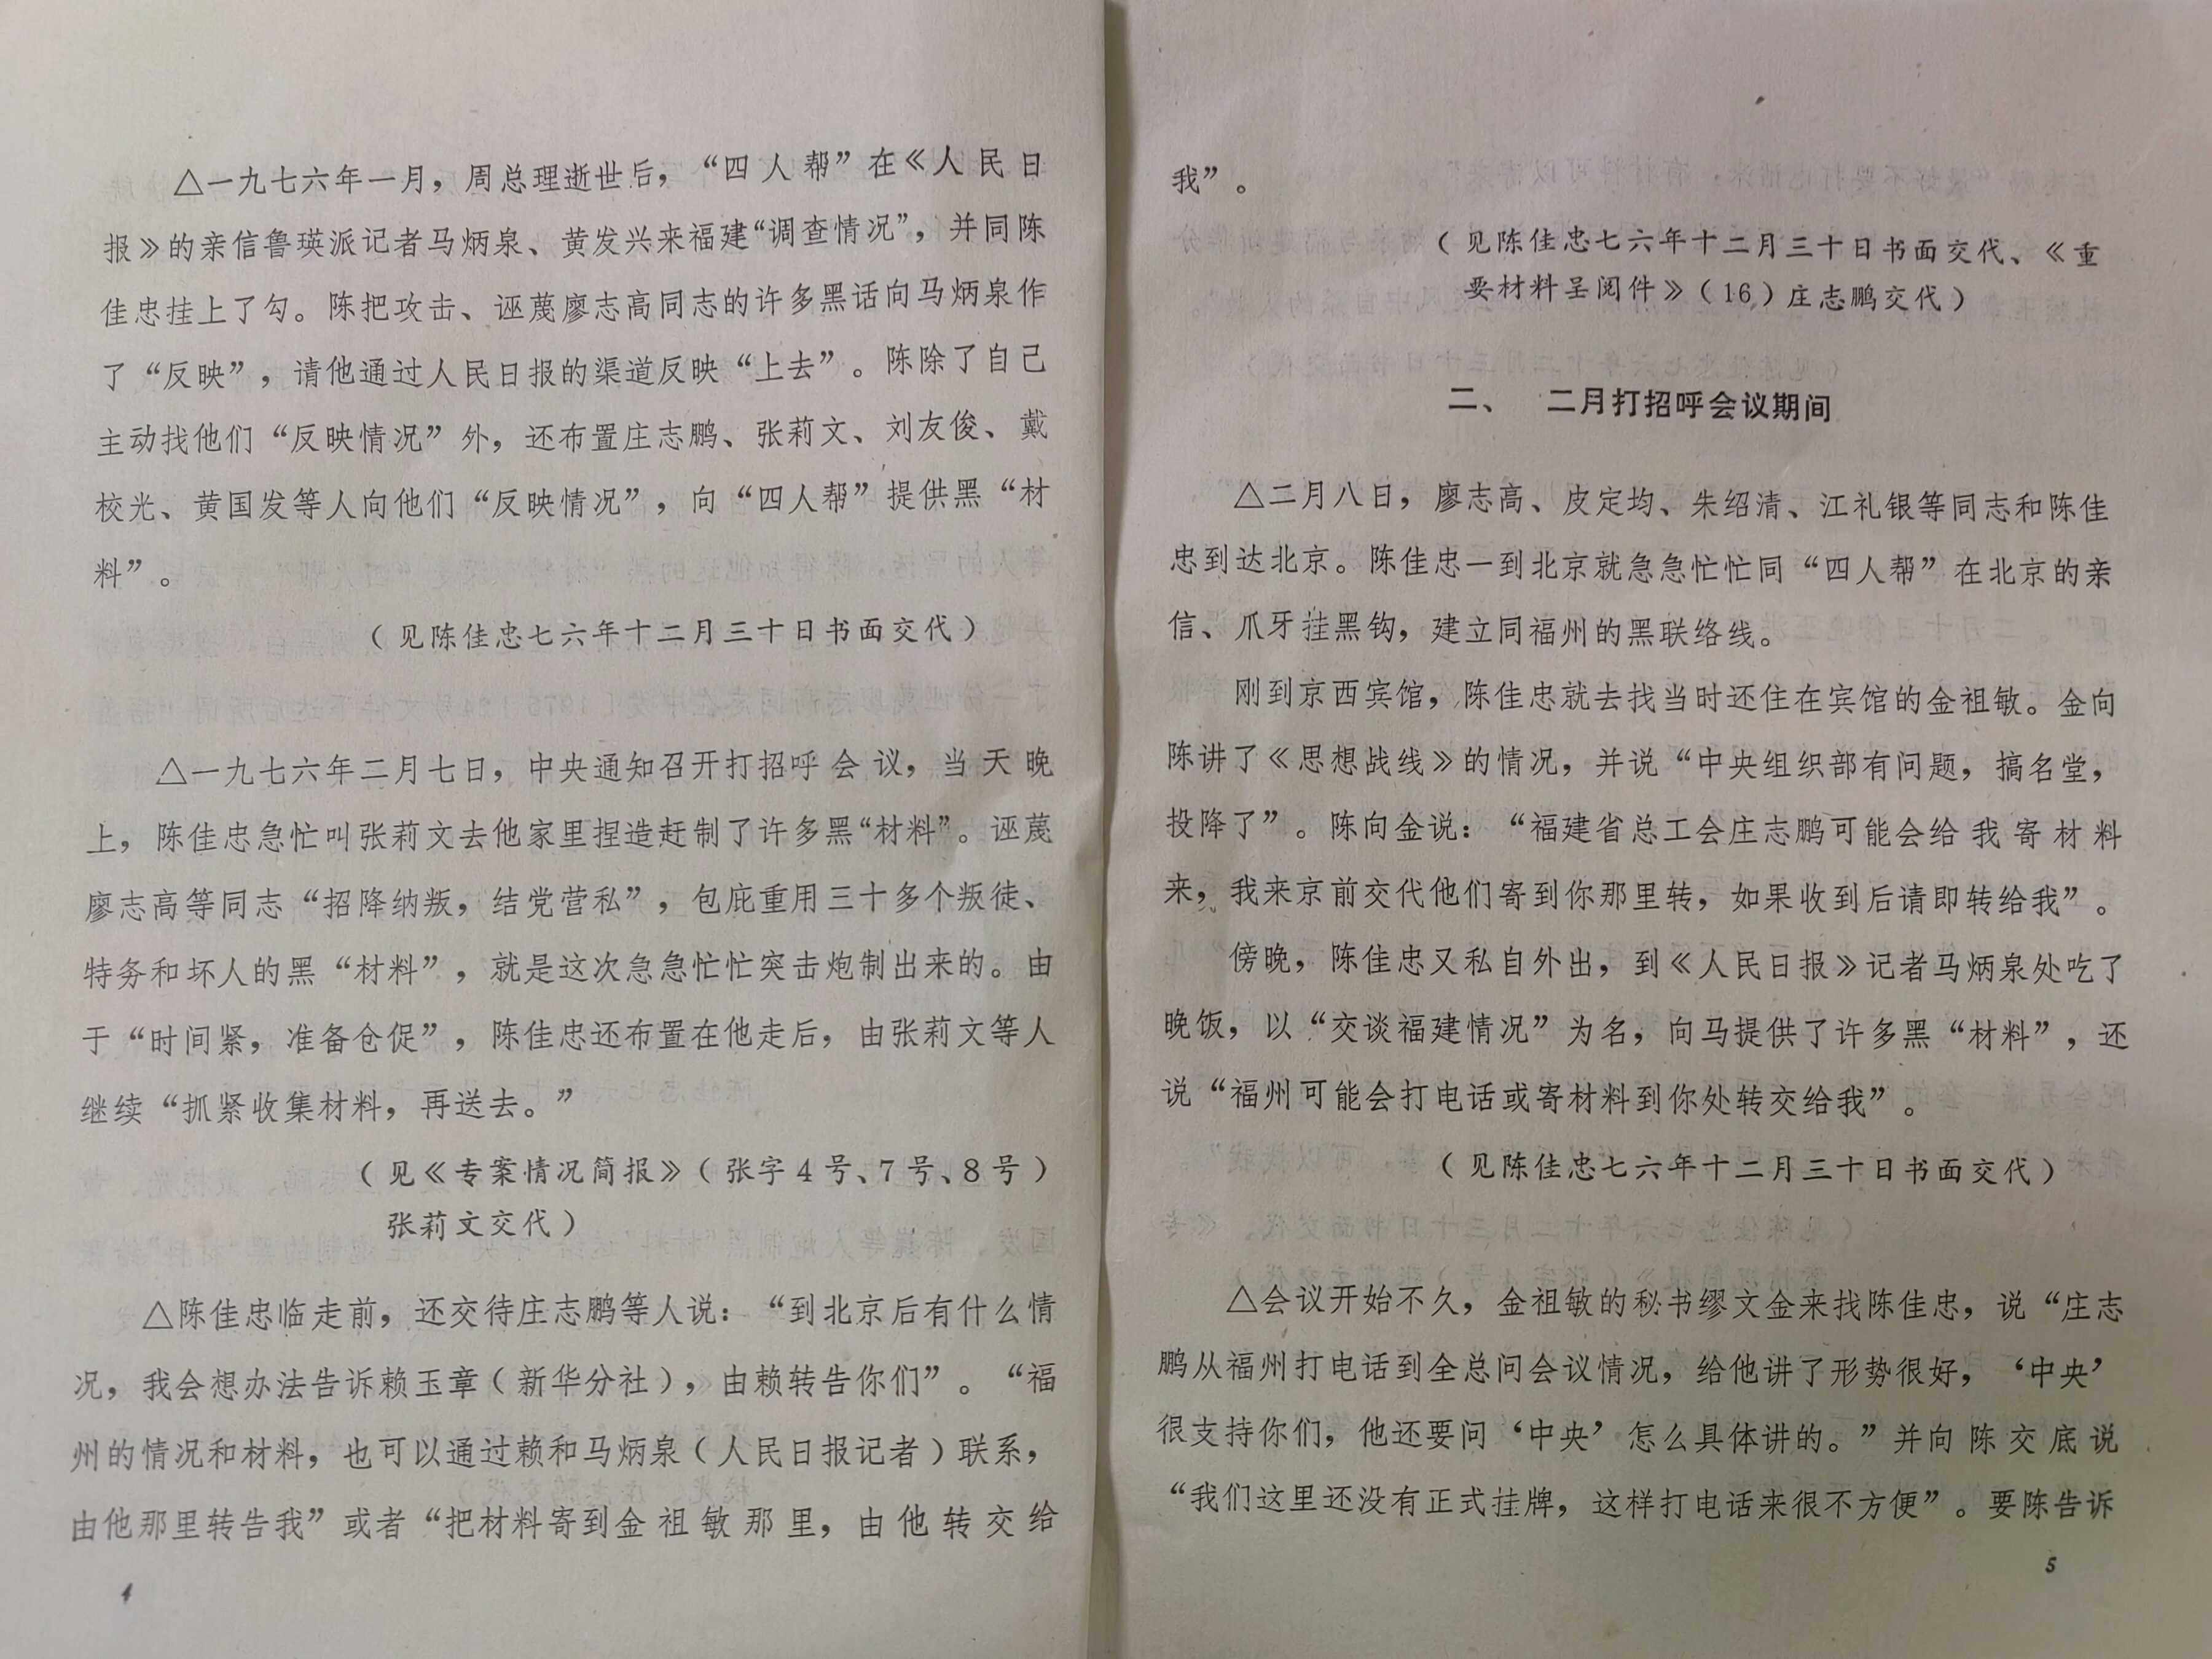 △一九七六年一月，周总理逝世后，“四人帮”在《人民日
报》的亲信鲁瑛派记者马炳泉、黄发兴来福建“调查情况”，并同陈
佳忠挂上了勾。陈把攻击、诬蔑廖志高同志的许多黑话向马炳泉作
了“反映”，请他通过人民日报的渠道反映“上去”。陈除了自己
主动找他们“反映情况”外，还布置庄志鹏、张莉文、刘友俊、戴
校光、黄国发等人向他们“反映情况”，向“四人帮”提供黑“材
料”。
（见陈佳忠七六年十二月三十日书面交代）
△一九七六年二月七日，中央通知召开打招呼会议，当天晚
上，陈佳忠急忙叫张莉文去他家里捏造赶制了许多黑“材料”。诬蔑
廖志高等同志“招降纳叛，结党营私”，包庇重用三十多个叛徒、
特务和坏人的黑“材料”，就是这次急急忙忙突击炮制出来的。由
于“时间紧，准备仓促”，陈佳忠还布置在他走后，由张莉文等人
继续“抓紧收集材料，再送去。”
（见《专案情况简报》（张字4号、7号、8号）
张莉文交代）
△陈佳忠临走前，还交待庄志鹏等人说：“到北京后有什么情
况，我会想办法告诉赖玉章（新华分社），由赖转告你们”。“福
州的情况和材料，也可以通过赖和马炳泉（人民日报记者）联系，
由他那里转告我”或者“把材料寄到金祖敏那里，由他转交给
4
我”。
（见陈佳忠七六年十二月三十日书面交代、《重
要材料呈阅件》（16）庄志鹏交代）
二、　二月打招呼会议期间
△二月八日，廖志高、皮定均、朱绍清、江礼银等同志和陈佳
忠到达北京。陈佳忠一到北京就急急忙忙同“四人帮”在北京的亲
信、爪牙挂黑钩，建立同福州的黑联络线。
刚到京西宾馆，陈佳忠就去找当时还住在宾馆的金祖敏。金向
陈讲了《思想战线》的情况，并说“中央组织部有问题，搞名堂，
投降了”。陈向金说：“福建省总工会庄志鹏可能会给我寄材料
来，我来京前交代他们寄到你那里转，如果收到后请即转给我”。
傍晚，陈佳忠又私自外出，到《人民日报》记者马炳泉处吃了
晚饭，以“交谈福建情况”为名，向马提供了许多黑“材料”，还
说“福州可能会打电话或寄材料到你处转交给我”。
（见陈佳忠七六年十二月三十日书面交代）
△会议开始不久，金祖敏的秘书缪文金来找陈佳忠，说“庄志
鹏从福州打电话到全总问会议情况，给他讲了形势很好，‘中央’
很支持你们，他还要问‘中央’怎么具体讲的。”并向陈交底说
“我们这里还没有正式挂牌，这样打电话来很不方便”。要陈告诉
5